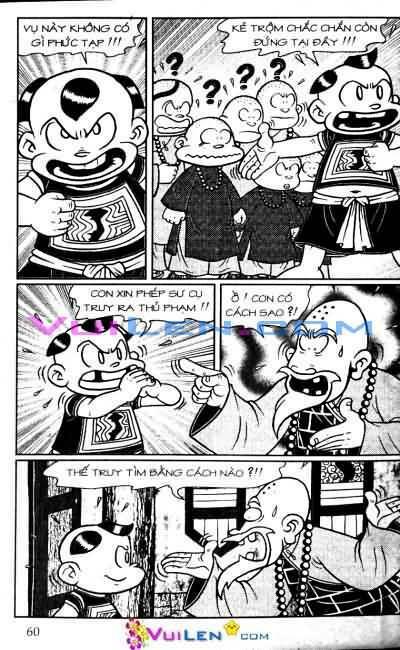 VỤ NÀY KHÔNG CÓ
GÌ PHỨC TẠP !!!
KẺ TRỘM CHẮC CHẮN CÒN
ĐỨNG TẠI ĐÂY !!!
? ? ? ?
CON XIN PHÉP SƯ CỤ
TRUY RA THỦ PHẠM !!
Ồ ! CON CÓ
CÁCH SAO ?!
VUILEN.COM
THẾ TRUY TÌM BẰNG CÁCH NÀO ?!!
60
VUILEN.COM